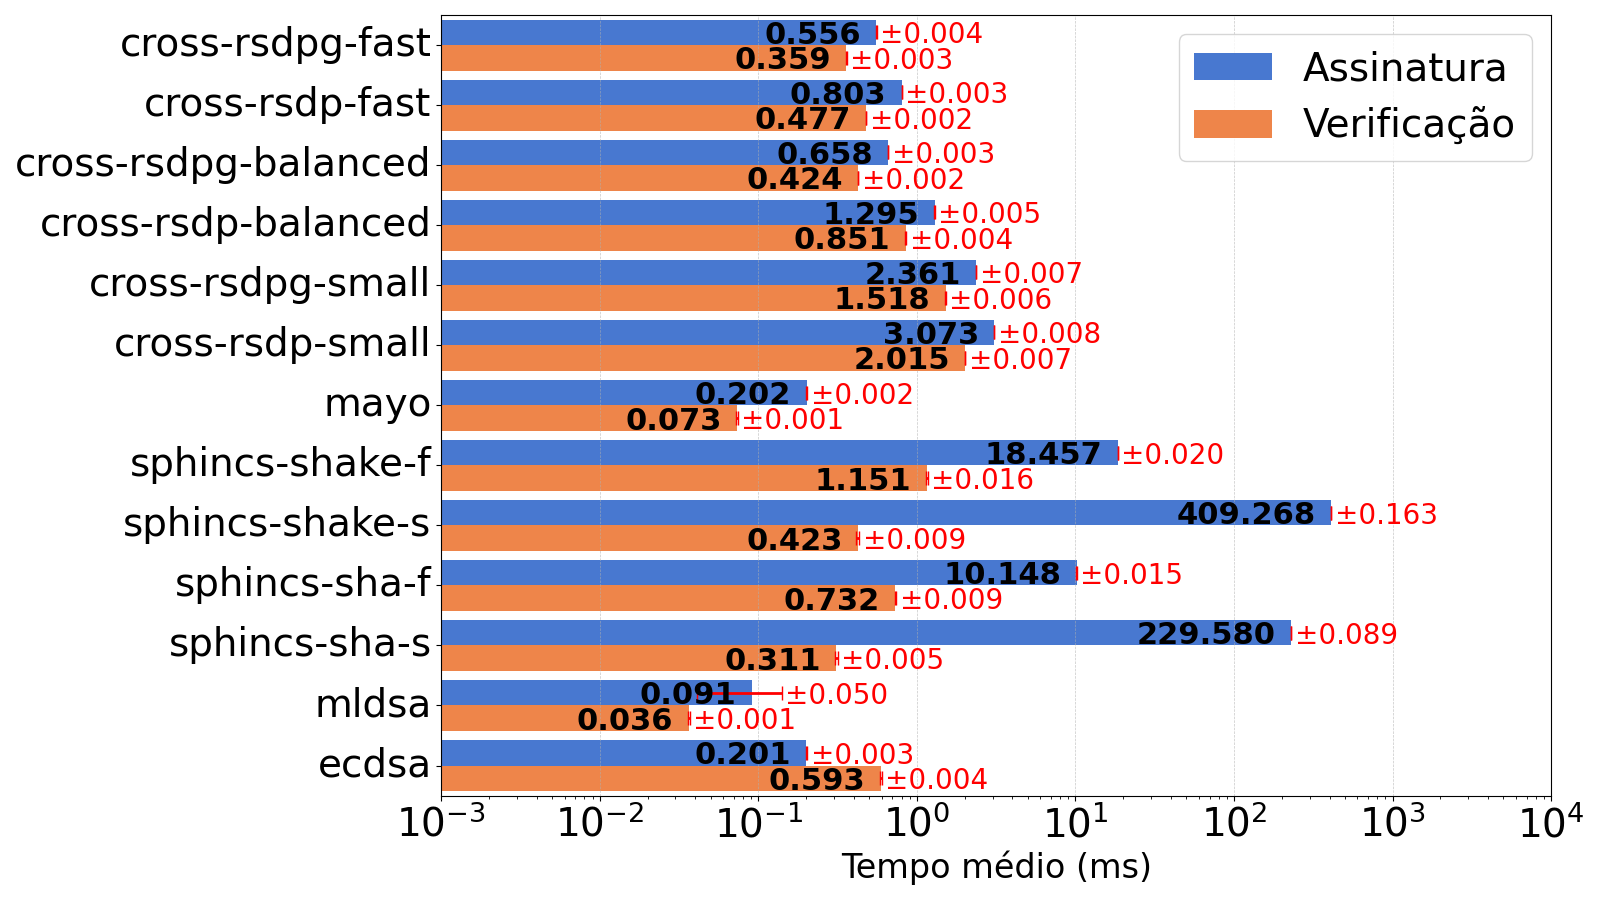 cross-rsdpg-fast 0.556 ±0.004
0.359 ±0.003
cross-rsdp-fast 0.803 ±0.003
0.477 ±0.002
cross-rsdpg-balanced 0.658 ±0.003
0.424 ±0.002
cross-rsdp-balanced 1.295 ±0.005
0.851 ±0.004
cross-rsdpg-small 2.361 ±0.007
1.518 ±0.006
cross-rsdp-small 3.073 ±0.008
2.015 ±0.007
mayo 0.202 ±0.002
0.073 ±0.001
sphincs-shake-f 18.457 ±0.020
1.151 ±0.016
sphincs-shake-s 409.268 ±0.163
0.423 ±0.009
sphincs-sha-f 10.148 ±0.015
0.732 ±0.009
sphincs-sha-s 229.580 ±0.089
0.311 ±0.005
mldsa 0.091 ±0.050
0.036 ±0.001
ecdsa 0.201 ±0.003
0.593 ±0.004
Assinatura
Verificação
10⁻³ 10⁻² 10⁻¹ 10⁰ 10¹ 10² 10³ 10⁴
Tempo médio (ms)